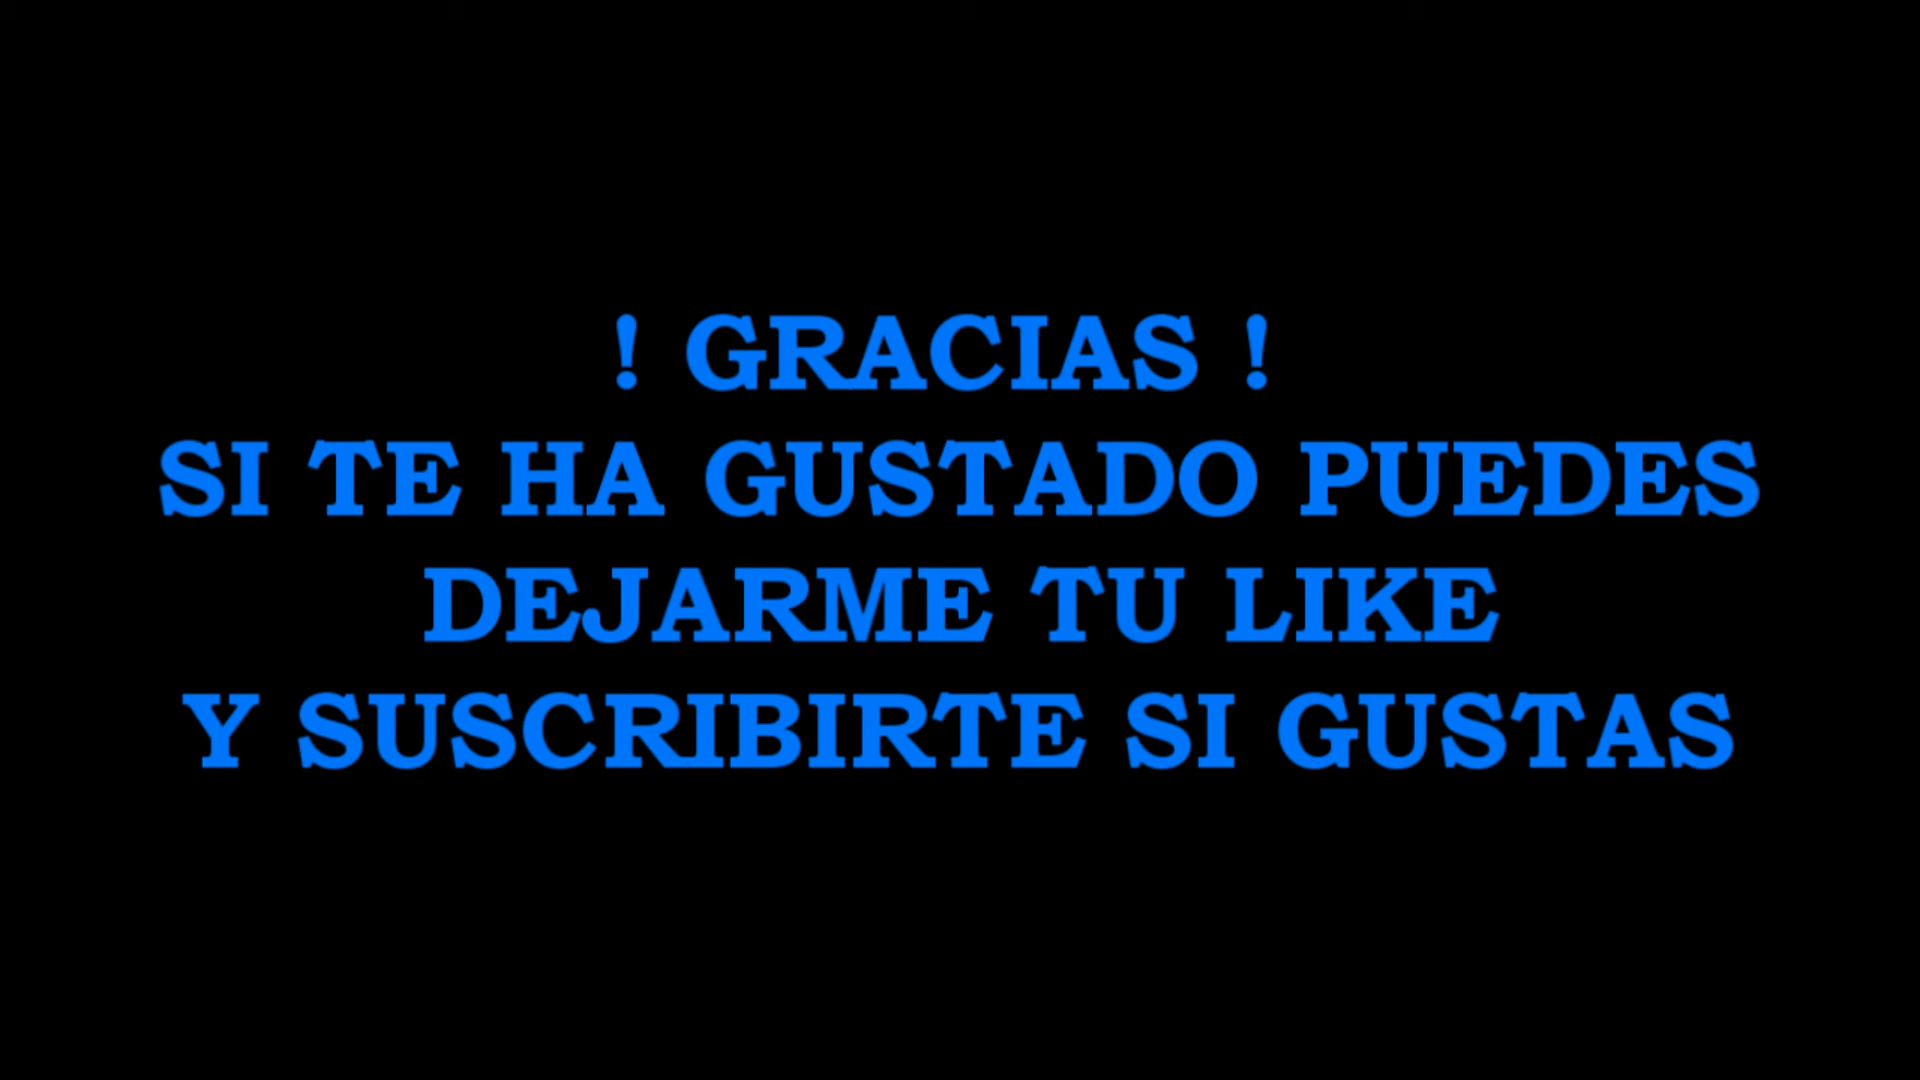 ! GRACIAS !
SI TE HA GUSTADO PUEDES
DEJARME TU LIKE
Y SUSCRIBIRTE SI GUSTAS